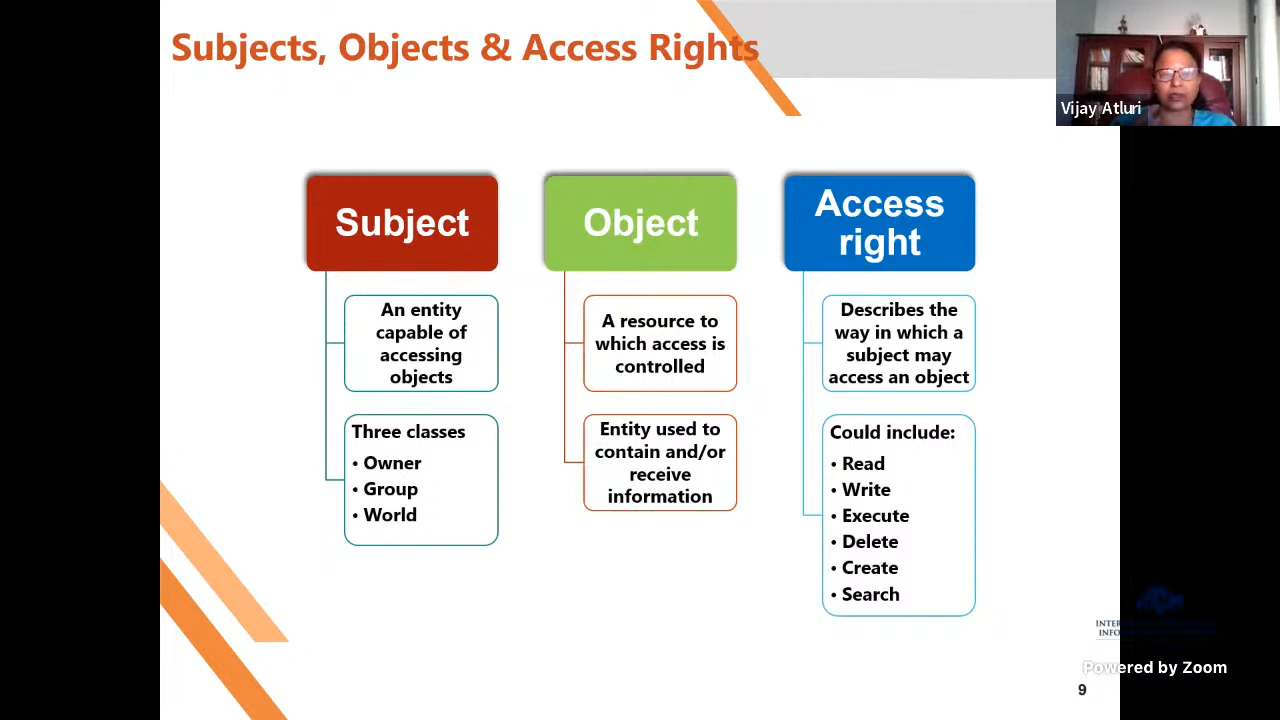 Subjects, Objects & Access Rights
Vijay Atluri
Subject
An entity
capable of
accessing
objects
Three classes
• Owner
• Group
• World
Object
A resource to
which access is
controlled
Entity used to
contain and/or
receive
information
Access
right
Describes the
way in which a
subject may
access an object
Could include:
• Read
• Write
• Execute
• Delete
• Create
• Search
Powered by Zoom
9